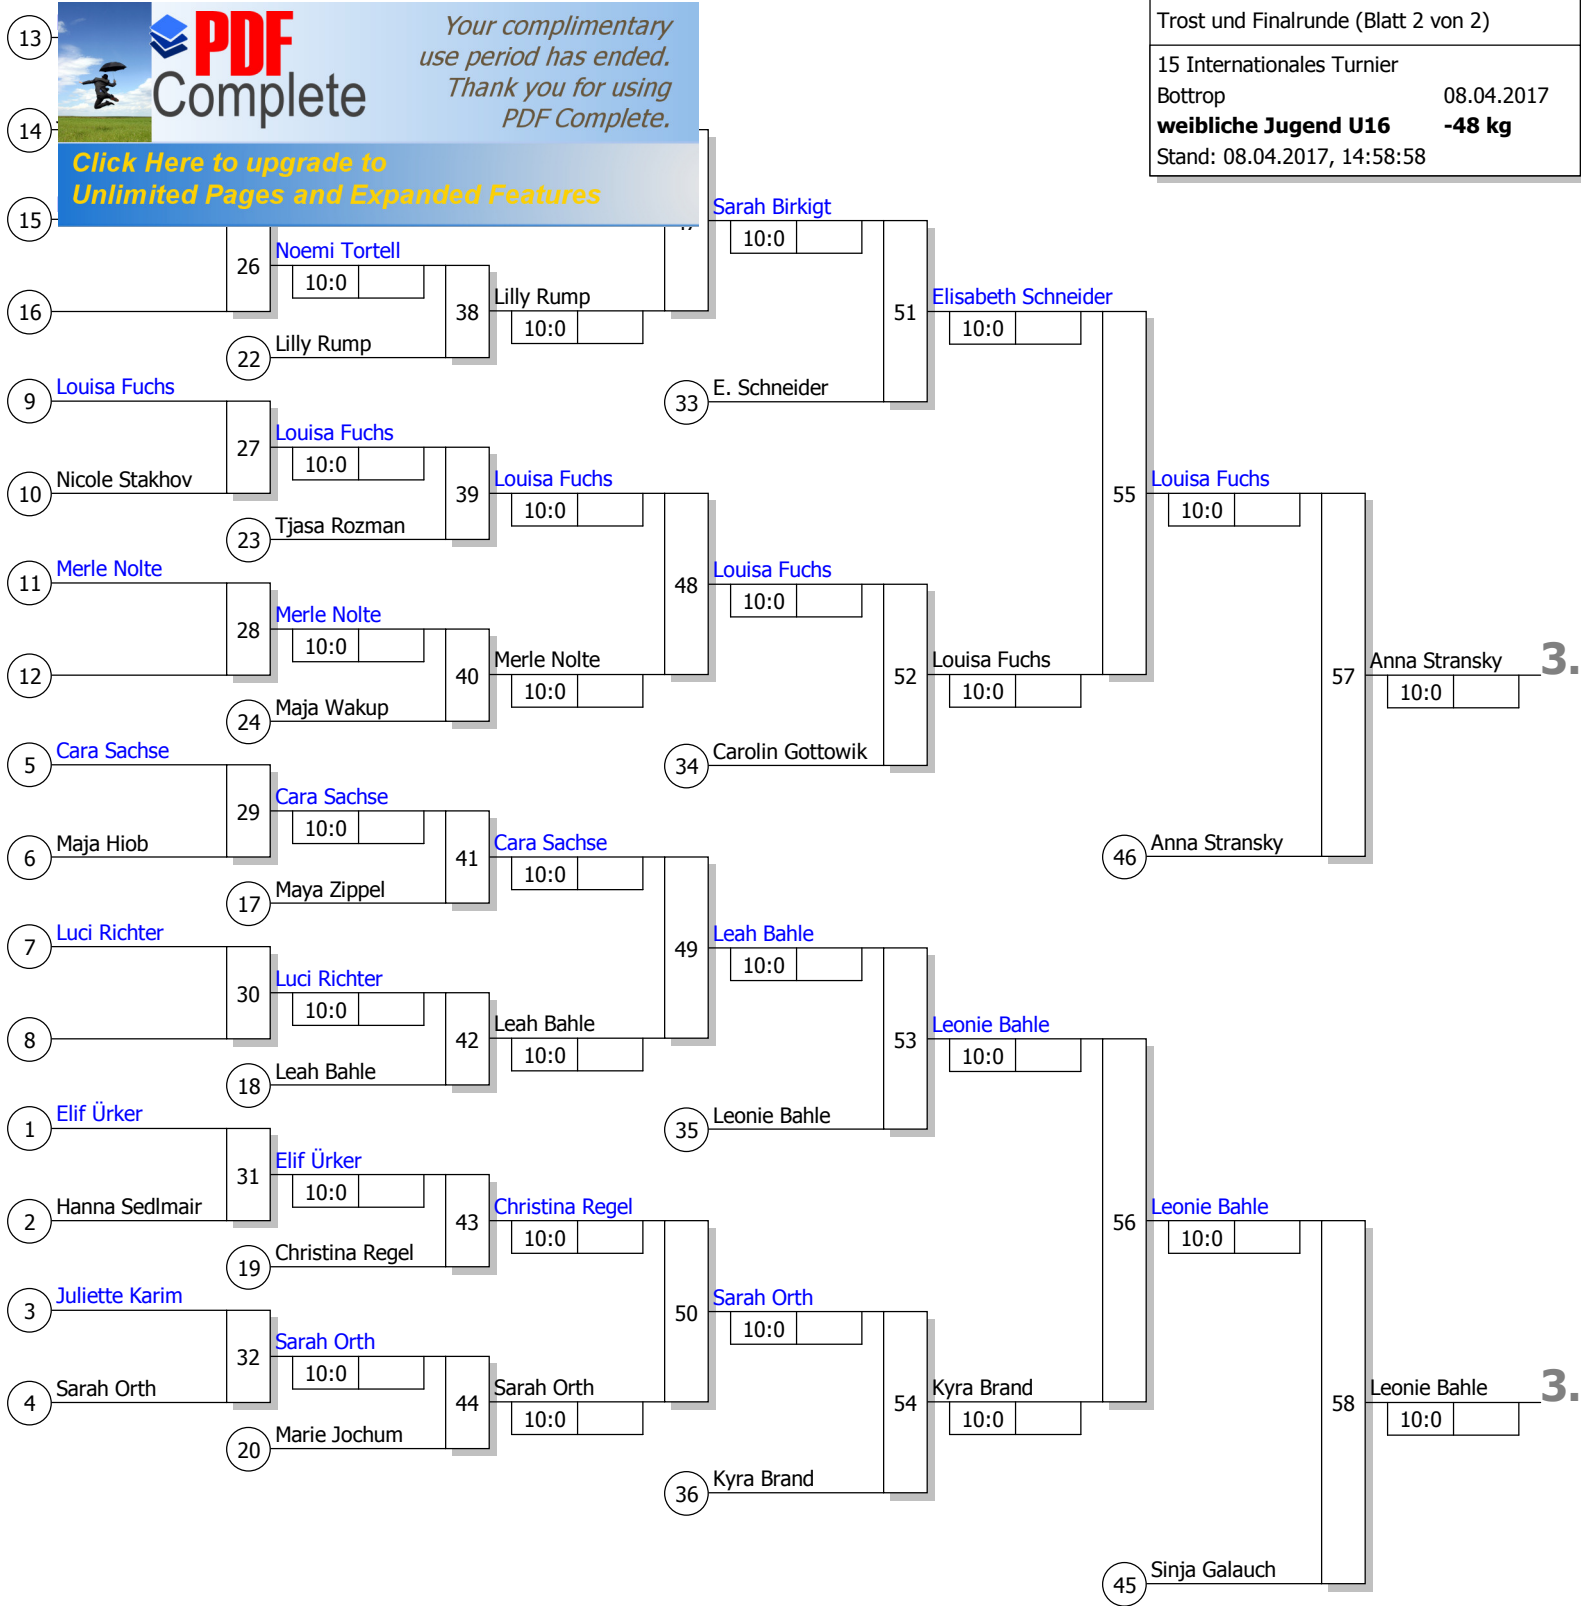 PDF
Complete
Your complimentary
use period has ended.
Thank you for using
PDF Complete.
Click Here to upgrade to
Unlimited Pages and Expanded Features
Trost und Finalrunde (Blatt 2 von 2)
15 Internationales Turnier
Bottrop 08.04.2017
weibliche Jugend U16 -48 kg
Stand: 08.04.2017, 14:58:58
13
14
15
16
26
Noemi Tortell
10:0
22
Lilly Rump
38
Lilly Rump
10:0
Sarah Birkigt
10:0
33
E. Schneider
51
Elisabeth Schneider
10:0
9
Louisa Fuchs
10
Nicole Stakhov
27
Louisa Fuchs
10:0
23
Tjasa Rozman
39
Louisa Fuchs
10:0
11
Merle Nolte
12
28
Merle Nolte
10:0
24
Maja Wakup
40
Merle Nolte
10:0
48
Louisa Fuchs
10:0
34
Carolin Gottowik
52
Louisa Fuchs
10:0
55
Louisa Fuchs
10:0
46
Anna Stransky
57
Anna Stransky
10:0
3.
5
Cara Sachse
6
Maja Hiob
29
Cara Sachse
10:0
17
Maya Zippel
41
Cara Sachse
10:0
7
Luci Richter
8
30
Luci Richter
10:0
18
Leah Bahle
42
Leah Bahle
10:0
49
Leah Bahle
10:0
35
Leonie Bahle
53
Leonie Bahle
10:0
1
Elif Ürker
2
Hanna Sedlmair
31
Elif Ürker
10:0
19
Christina Regel
43
Christina Regel
10:0
3
Juliette Karim
4
Sarah Orth
32
Sarah Orth
10:0
20
Marie Jochum
44
Sarah Orth
10:0
50
Sarah Orth
10:0
36
Kyra Brand
54
Kyra Brand
10:0
56
Leonie Bahle
10:0
45
Sinja Galauch
58
Leonie Bahle
10:0
3.